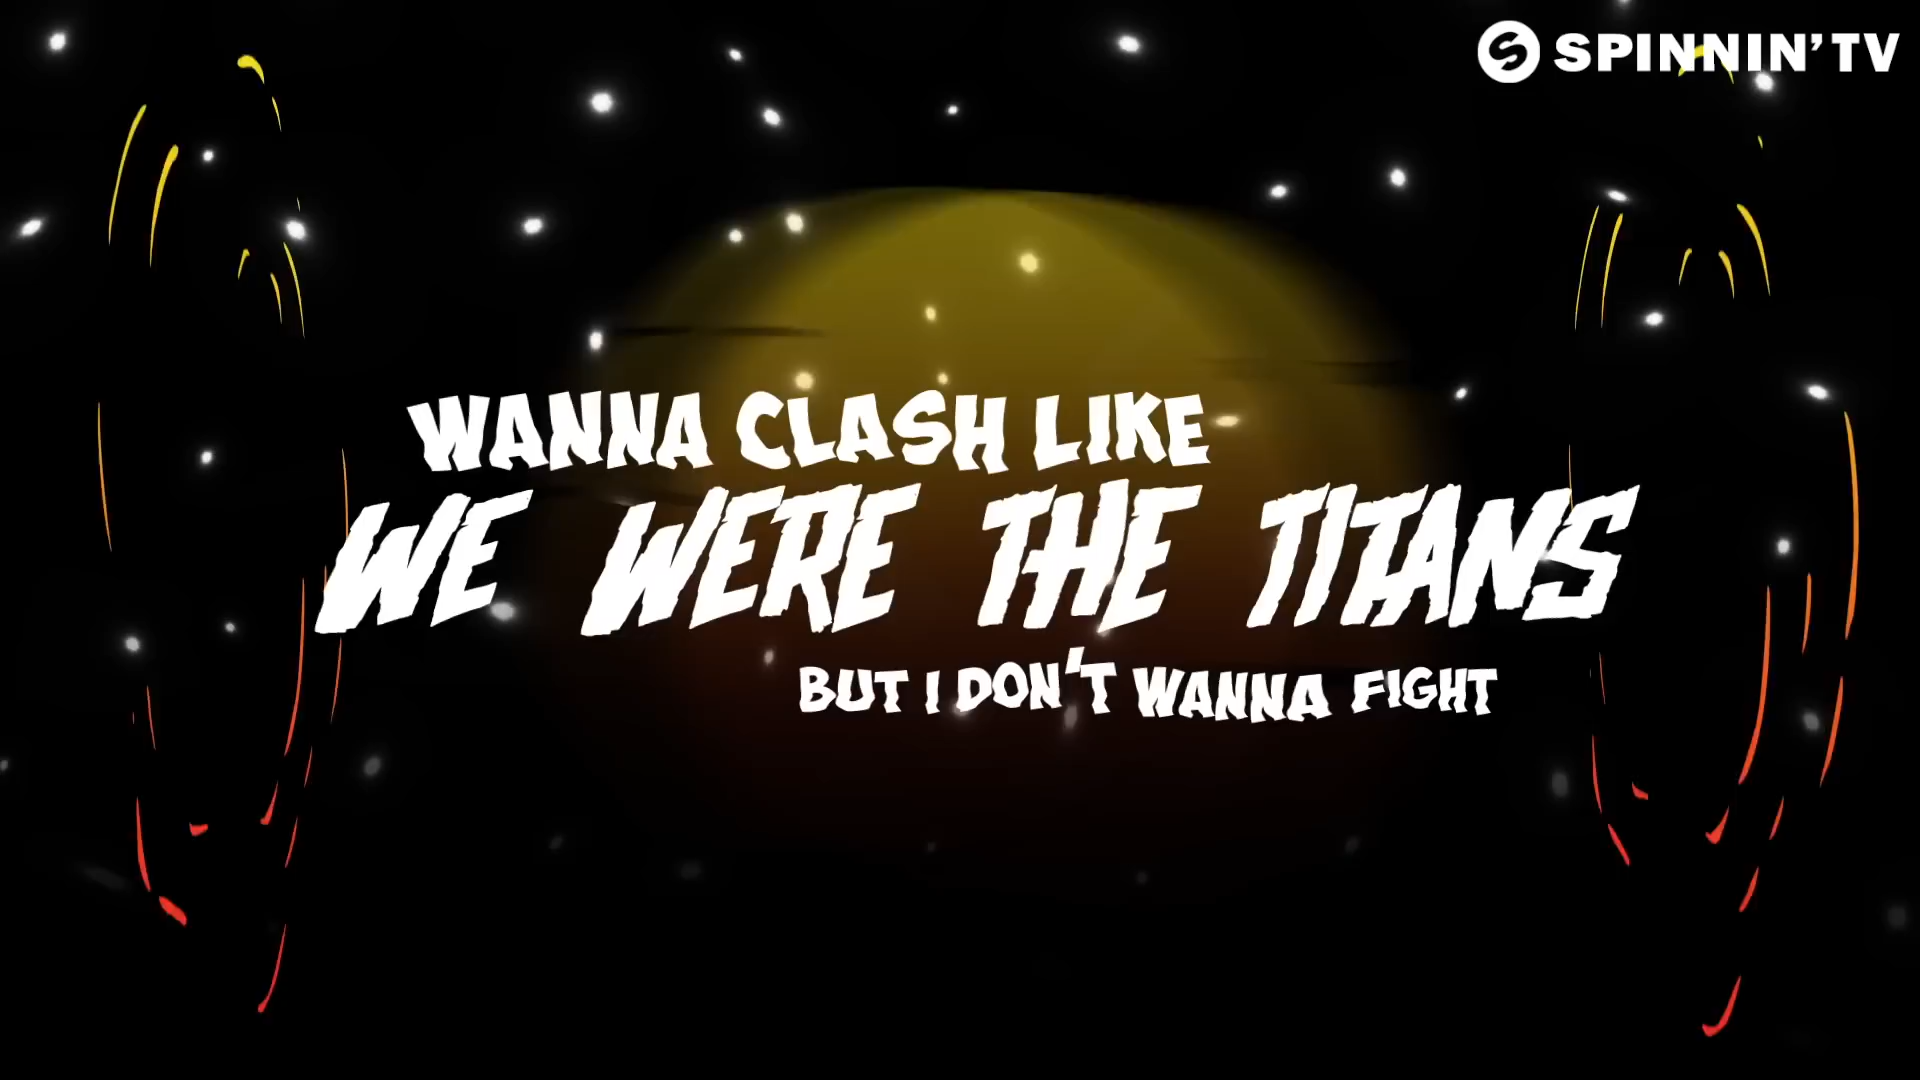 SPINNIN' TV
WANNA CLASH LIKE
WE WERE THE TITANS
BUT I DON'T WANNA FIGHT